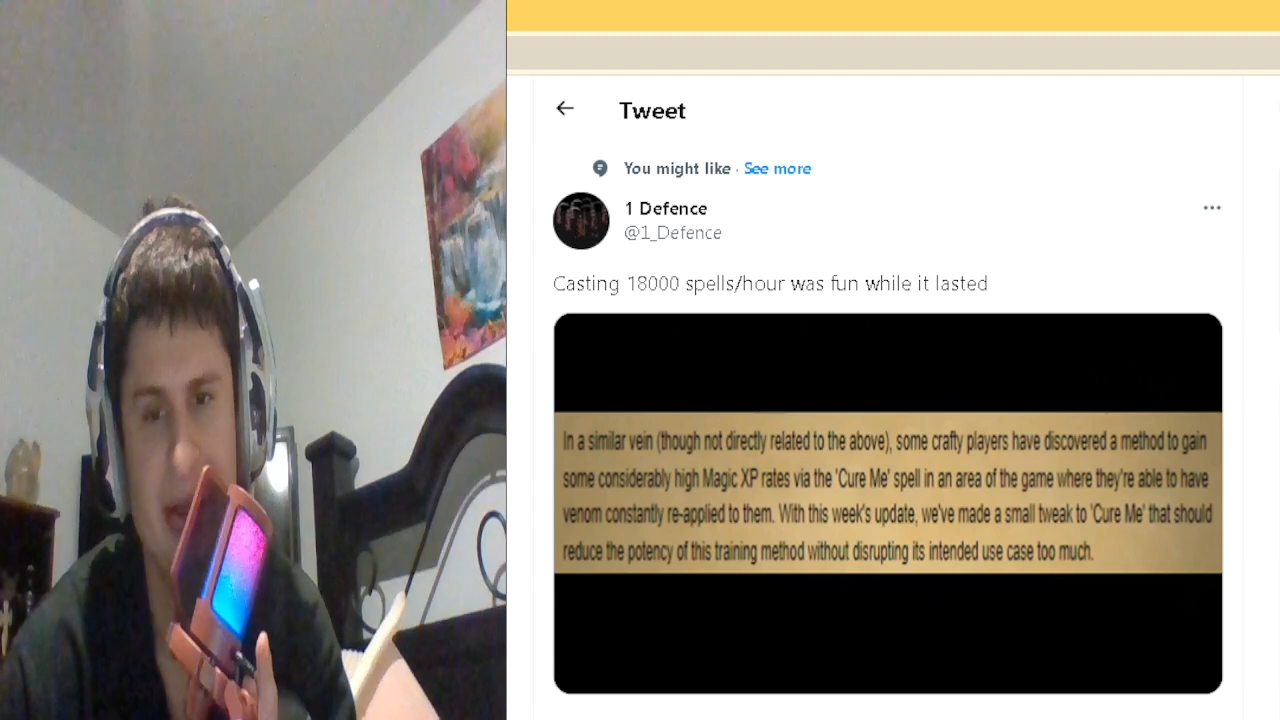 Tweet
You might like · See more
1 Defence
@1_Defence
Casting 18000 spells/hour was fun while it lasted
In a similar vein (though not directly related to the above), some crafty players have discovered a method to gain
some considerably high Magic XP rates via the 'Cure Me' spell in an area of the game where they're able to have
venom constantly re-applied to them. With this week's update, we've made a small tweak to 'Cure Me' that should
reduce the potency of this training method without disrupting its intended use case too much.